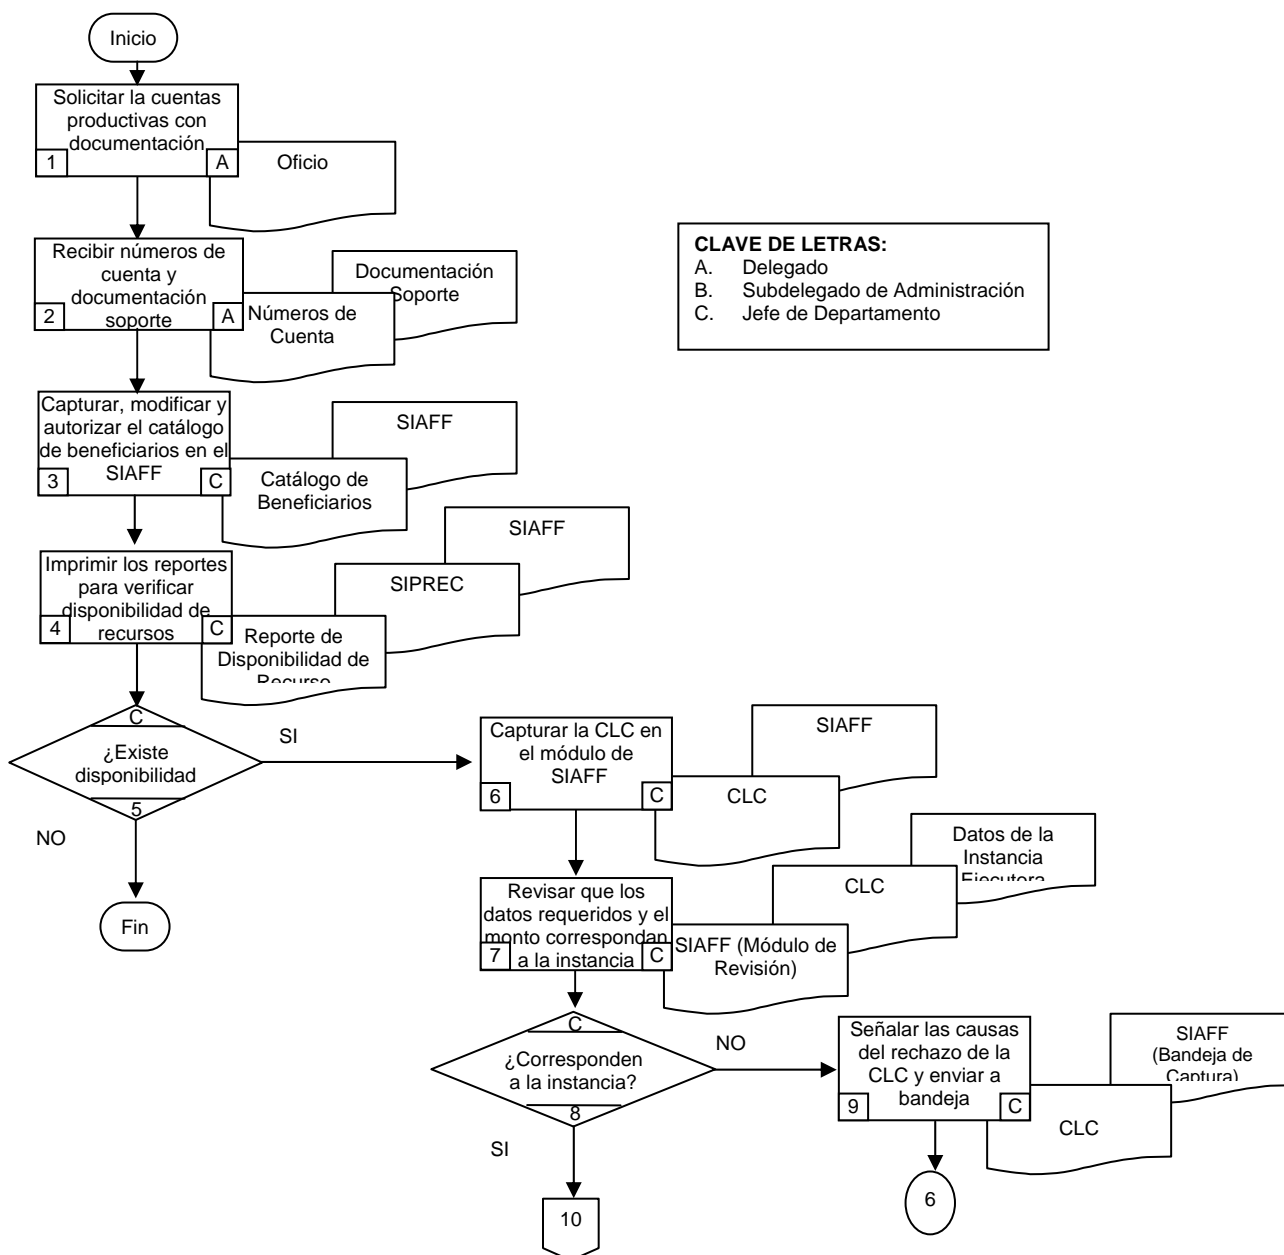 Inicio
Solicitar la cuentas
productivas con
documentación
1
A
Oficio
Recibir números de
cuenta y
documentación
soporte
2
A
Números de
Cuenta
Documentación
Soporte
CLAVE DE LETRAS:
A. Delegado
B. Subdelegado de Administración
C. Jefe de Departamento
Capturar, modificar y
autorizar el catálogo
de beneficiarios en el
SIAFF
3
C
Catálogo de
Beneficiarios
SIAFF
Imprimir los reportes
para verificar
disponibilidad de
recursos
4
C
Reporte de
Disponibilidad de
Recurso
SIPREC
SIAFF
C
¿Existe
disponibilidad
5
SI
NO
Fin
Capturar la CLC en
el módulo de
SIAFF
6
C
CLC
SIAFF
Revisar que los
datos requeridos y el
monto correspondan
a la instancia
7
C
SIAFF (Módulo de
Revisión)
CLC
Datos de la
Instancia
Ejecutora
C
¿Corresponden
a la instancia?
8
NO
SI
Señalar las causas
del rechazo de la
CLC y enviar a
bandeja
9
C
CLC
SIAFF
(Bandeja de
Captura)
6
10